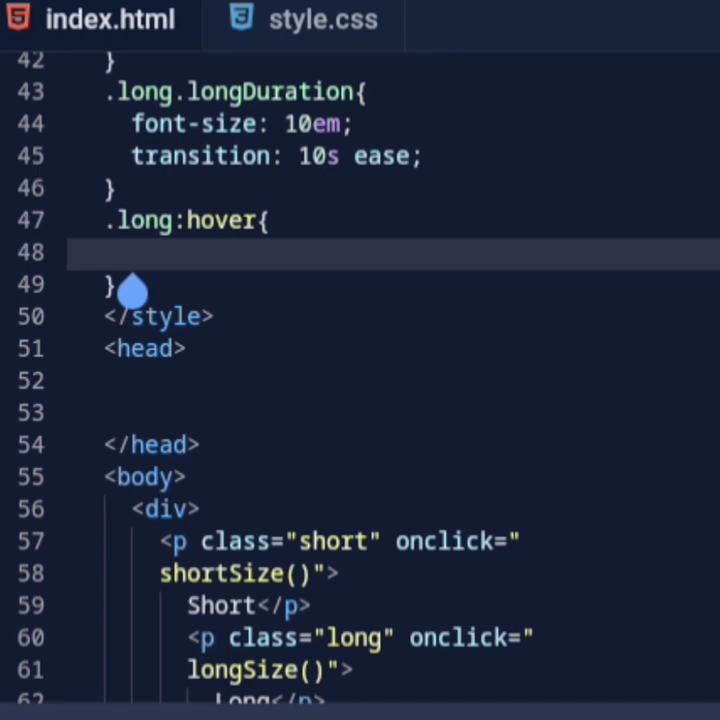 index.html
style.css
42 }
43 .long.longDuration{
44 font-size: 10em;
45 transition: 10s ease;
46 }
47 .long:hover{
48
49 }
50 </style>
51 <head>
52
53
54 </head>
55 <body>
56 <div>
57 <p class="short" onclick="
58 shortSize()">
59 Short</p>
60 <p class="long" onclick="
61 longSize()">
62 Long</p>